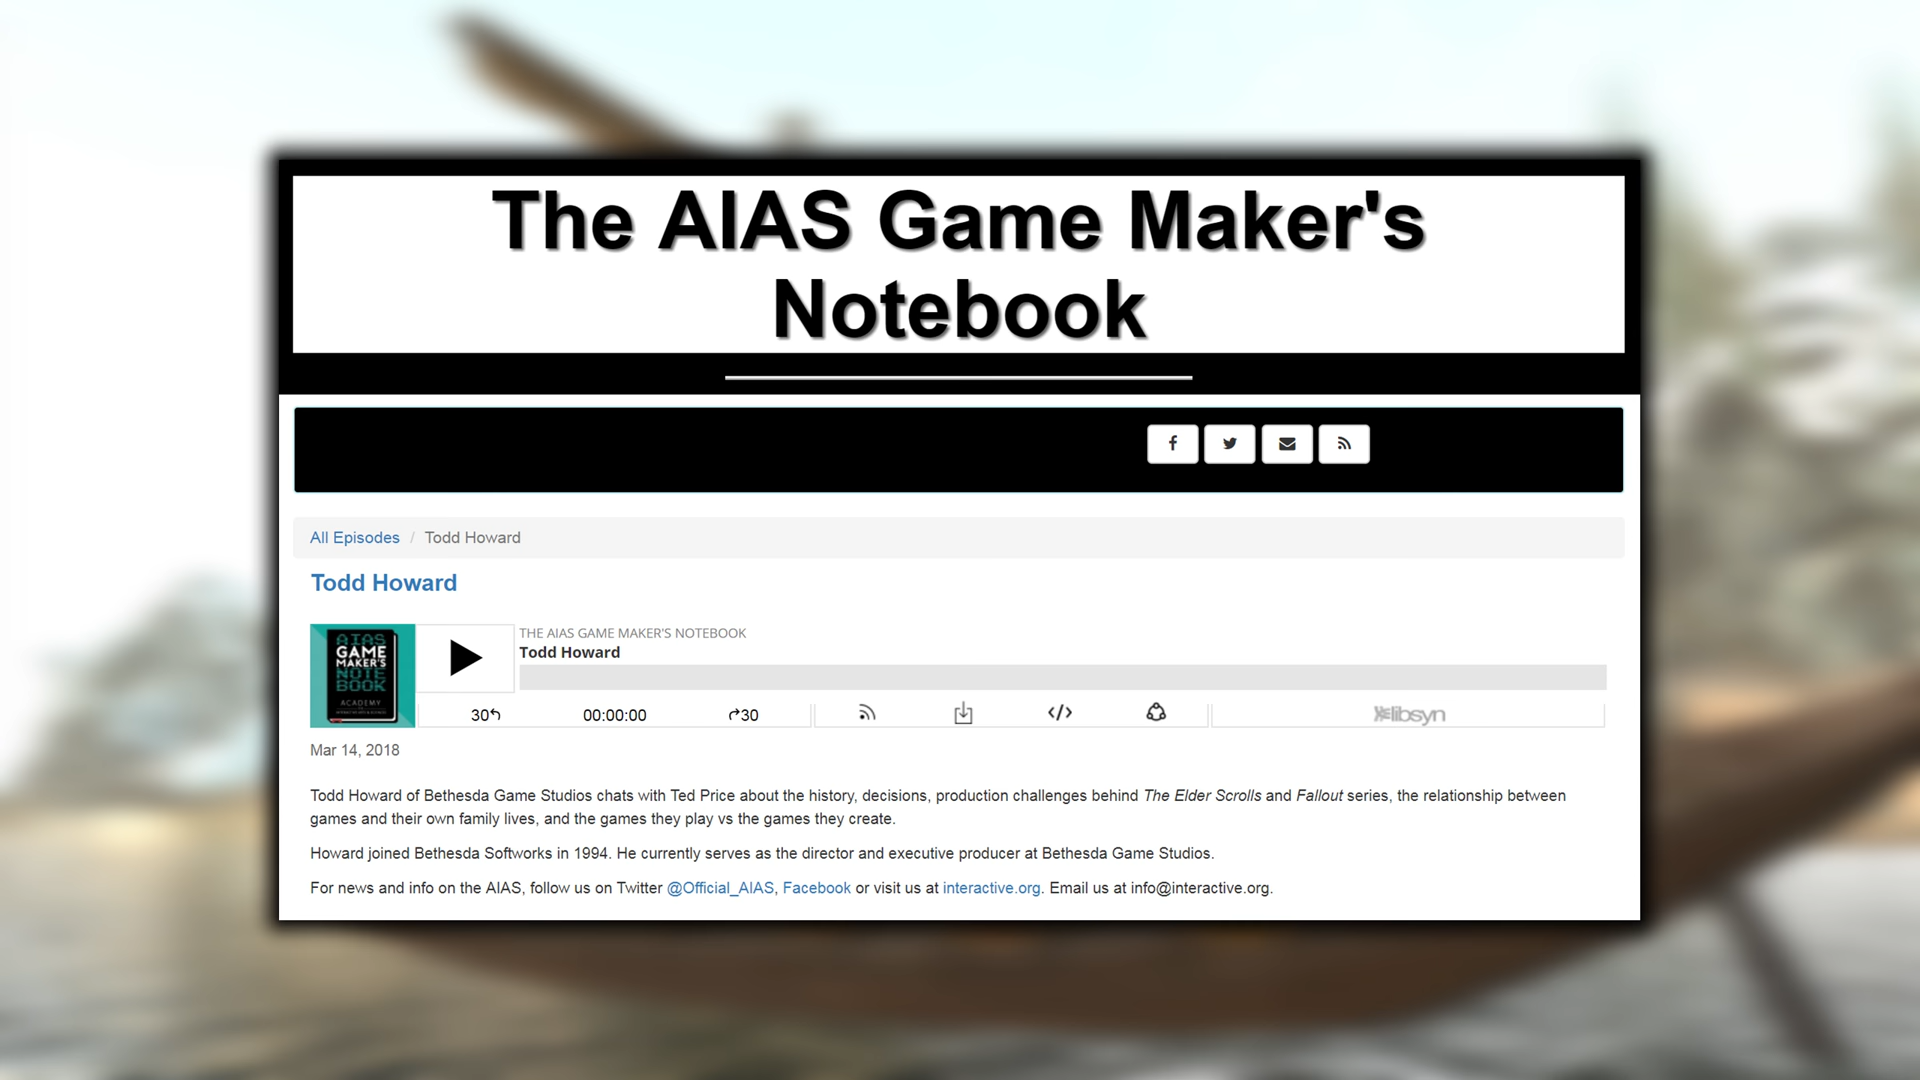 The AIAS Game Maker's
Notebook
All Episodes / Todd Howard
Todd Howard
AIAS
GAME
MAKER'S
NOTE
BOOK
ACADEMY
THE AIAS GAME MAKER'S NOTEBOOK
Todd Howard
30 00:00:00 30
libsyn
Mar 14, 2018
Todd Howard of Bethesda Game Studios chats with Ted Price about the history, decisions, production challenges behind The Elder Scrolls and Fallout series, the relationship between
games and their own family lives, and the games they play vs the games they create.
Howard joined Bethesda Softworks in 1994. He currently serves as the director and executive producer at Bethesda Game Studios.
For news and info on the AIAS, follow us on Twitter @Official_AIAS, Facebook or visit us at interactive.org. Email us at info@interactive.org.